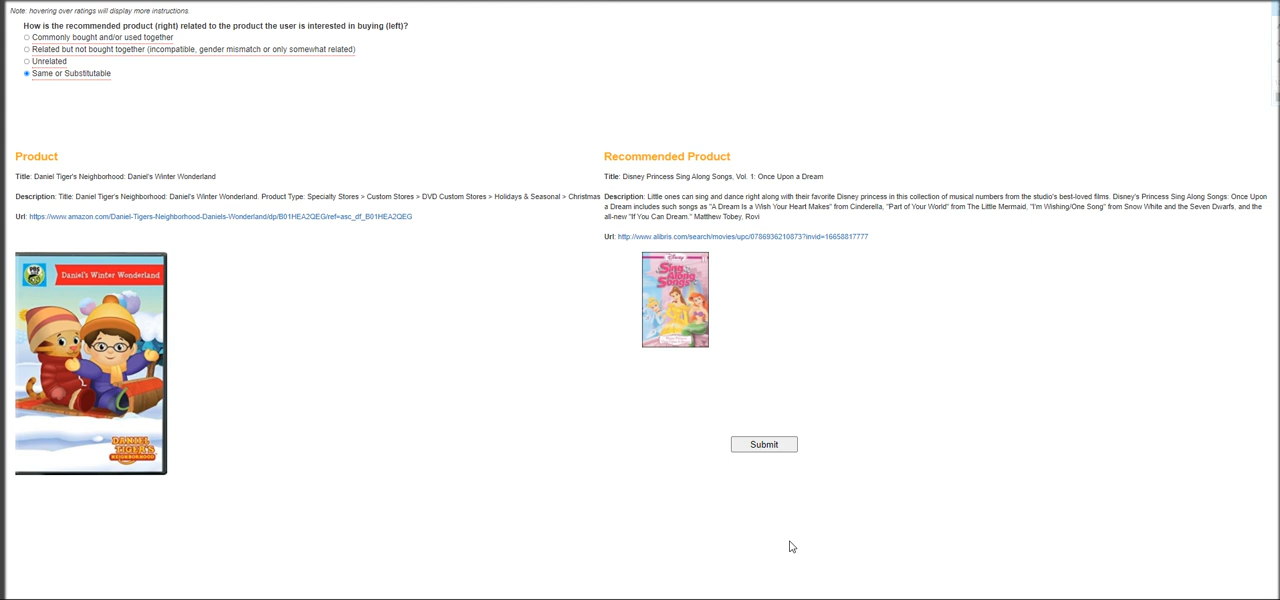 Note: hovering over ratings will display more instructions.
How is the recommended product (right) related to the product the user is interested in buying (left)?
Commonly bought and/or used together
Related but not bought together (incompatible, gender mismatch or only somewhat related)
Unrelated
Same or Substitutable
Product
Title: Daniel Tiger's Neighborhood: Daniel's Winter Wonderland
Description: Title: Daniel Tiger's Neighborhood: Daniel's Winter Wonderland. Product Type: Specialty Stores > Custom Stores > DVD Custom Stores > Holidays & Seasonal > Christmas
Url: https://www.amazon.com/Daniel-Tigers-Neighborhood-Daniels-Wonderland/dp/B01HEA2QEG/ref=asc_df_B01HEA2QEG
PBS
KIDS
Daniel's Winter Wonderland
DANIEL
TIGER'S
NEIGHBORHOOD
Recommended Product
Title: Disney Princess Sing Along Songs, Vol. 1: Once Upon a Dream
Description: Little ones can sing and dance right along with their favorite Disney princess in this collection of musical numbers from the studio's best-loved films. Disney's Princess Sing Along Songs: Once Upon
a Dream includes such songs as "A Dream Is a Wish Your Heart Makes" from Cinderella, "Part of Your World" from The Little Mermaid, "I'm Wishing/One Song" from Snow White and the Seven Dwarfs, and the
all-new "If You Can Dream." Matthew Tobey, Rovi
Url: http://www.alibris.com/search/movies/upc/0786936210873?invid=16658817777
Disney
Sing
Along
Songs
Submit